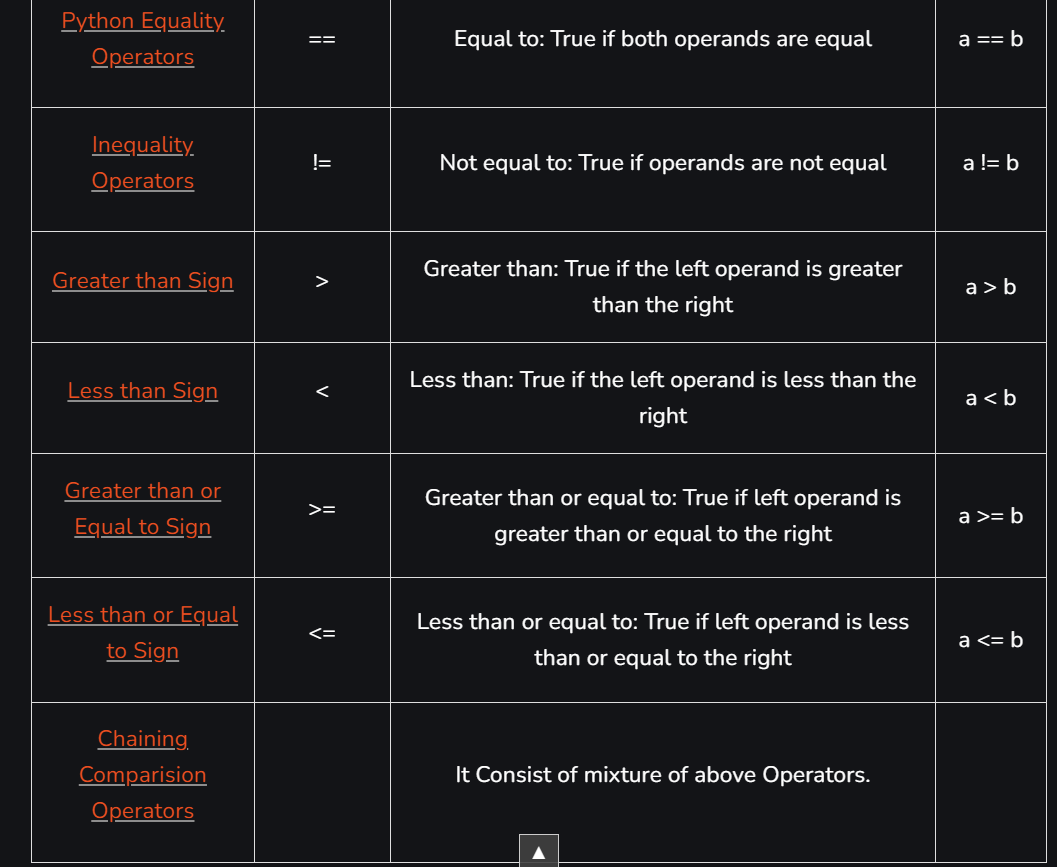 Python Equality
Operators
==
Equal to: True if both operands are equal
a == b
Inequality
Operators
!=
Not equal to: True if operands are not equal
a != b
Greater than Sign
>
Greater than: True if the left operand is greater
than the right
a > b
Less than Sign
<
Less than: True if the left operand is less than the
right
a < b
Greater than or
Equal to Sign
>=
Greater than or equal to: True if left operand is
greater than or equal to the right
a >= b
Less than or Equal
to Sign
<=
Less than or equal to: True if left operand is less
than or equal to the right
a <= b
Chaining
Comparision
Operators
It Consist of mixture of above Operators.